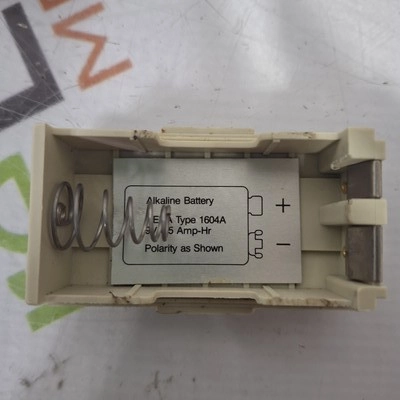 Alkaline Battery
Type 1604A
5 Amp-Hr
Polarity as Shown
+
−